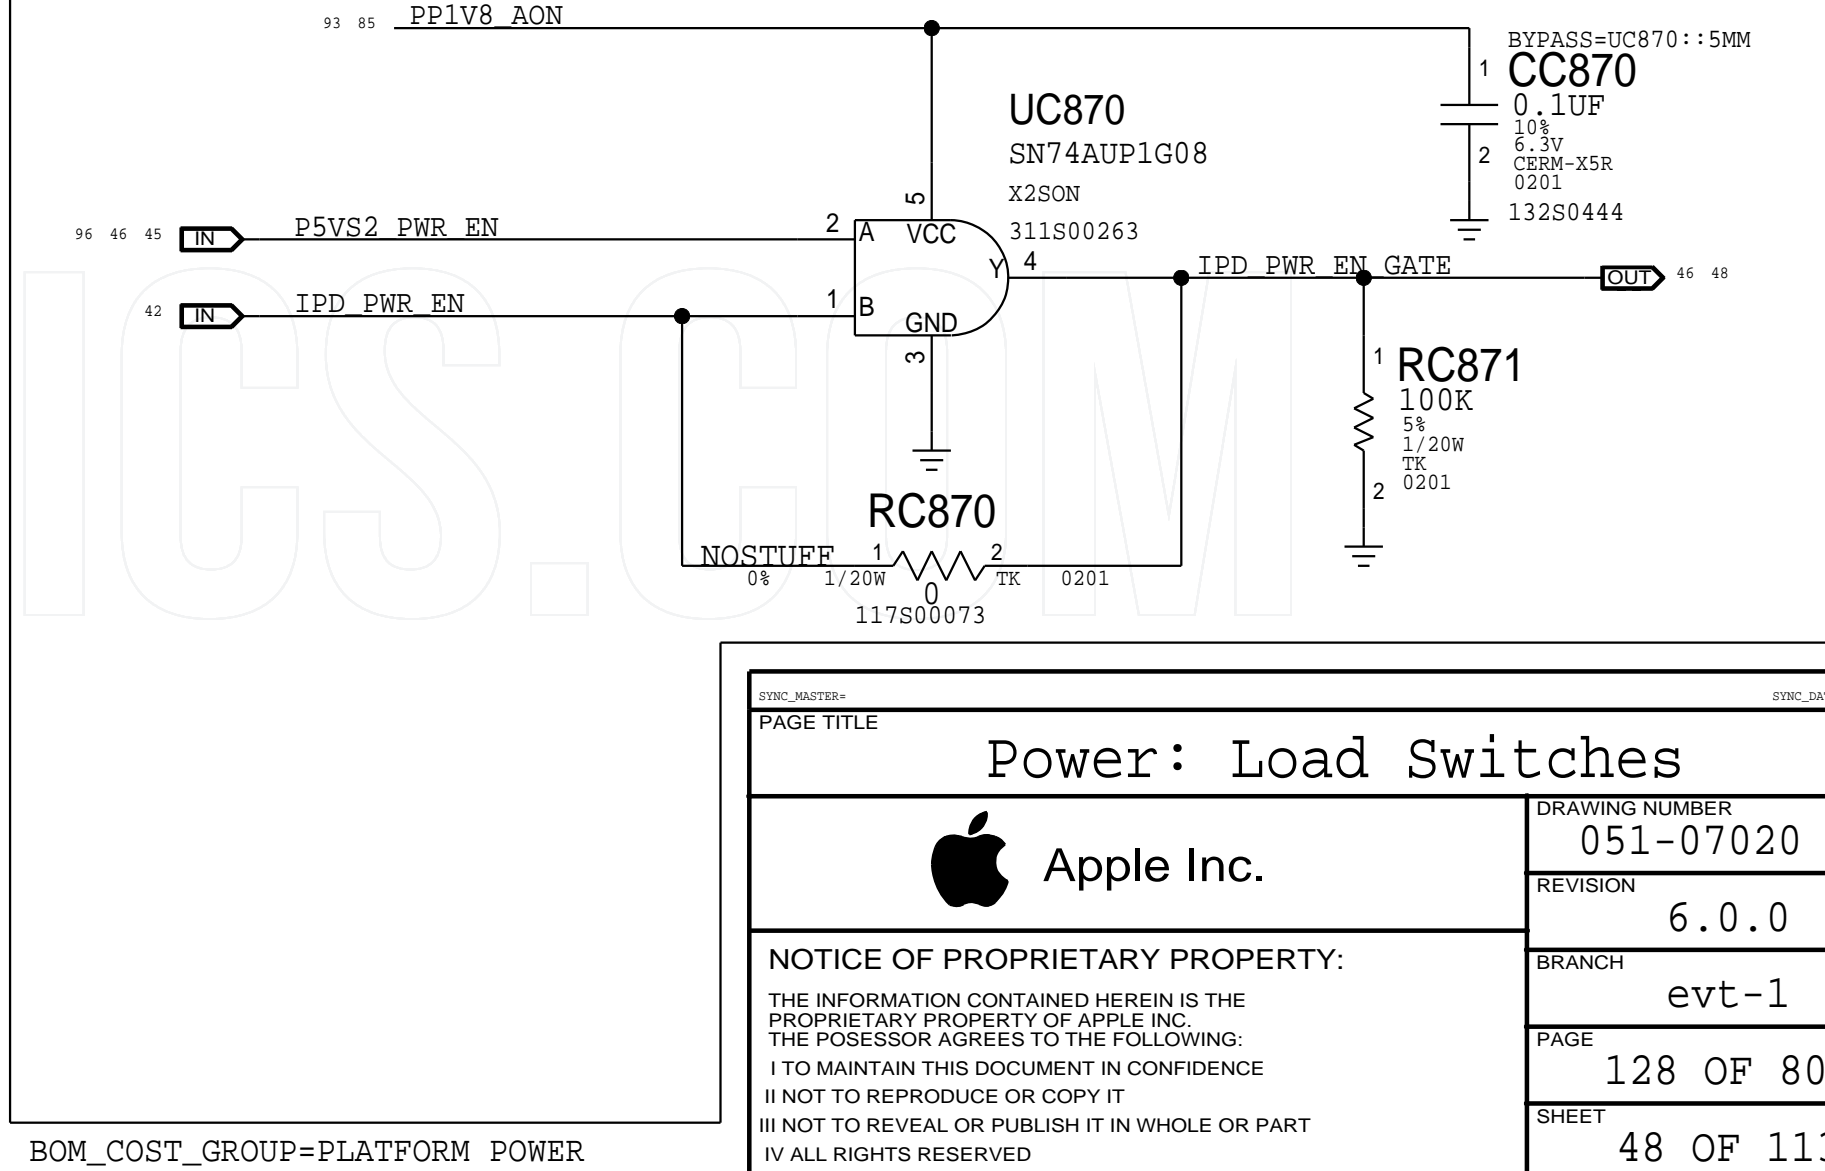 93 85 PP1V8_AON
BYPASS=UC870::5MM
1 CC870
0.1UF
10%
6.3V
2
CERM-X5R
0201
132S0444
UC870
SN74AUP1G08
X2SON
311S00263
5
96 46 45 IN P5VS2_PWR_EN 2 A VCC
Y 4 IPD_PWR_EN_GATE OUT 46 48
42 IN IPD_PWR_EN 1 B
GND
3
1 RC871
100K
5%
1/20W
TK
0201
2
RC870
NOSTUFF 1 2
0% 1/20W TK 0201
0
117S00073
ICS.COM
SYNC_MASTER=
PAGE TITLE
Power: Load Switches
Apple Inc.
DRAWING NUMBER
051-07020
REVISION
6.0.0
BRANCH
evt-1
PAGE
128 OF 80
SHEET
48 OF
NOTICE OF PROPRIETARY PROPERTY:
THE INFORMATION CONTAINED HEREIN IS THE
PROPRIETARY PROPERTY OF APPLE INC.
THE POSESSOR AGREES TO THE FOLLOWING:
I TO MAINTAIN THIS DOCUMENT IN CONFIDENCE
II NOT TO REPRODUCE OR COPY IT
III NOT TO REVEAL OR PUBLISH IT IN WHOLE OR PART
IV ALL RIGHTS RESERVED
BOM_COST_GROUP=PLATFORM POWER